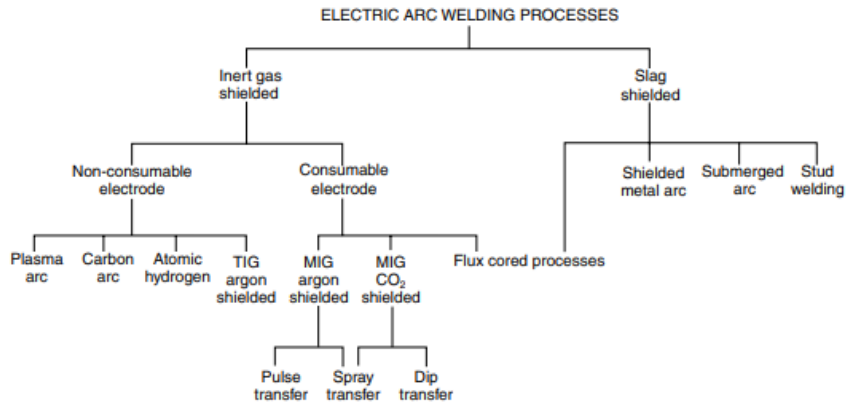 ELECTRIC ARC WELDING PROCESSES
Inert gas
shielded
Slag
shielded
Non-consumable
electrode
Consumable
electrode
Shielded
metal arc
Submerged
arc
Stud
welding
Plasma
arc
Carbon
arc
Atomic
hydrogen
TIG
argon
shielded
MIG
argon
shielded
MIG
CO₂
shielded
Flux cored processes
Pulse
transfer
Spray
transfer
Dip
transfer